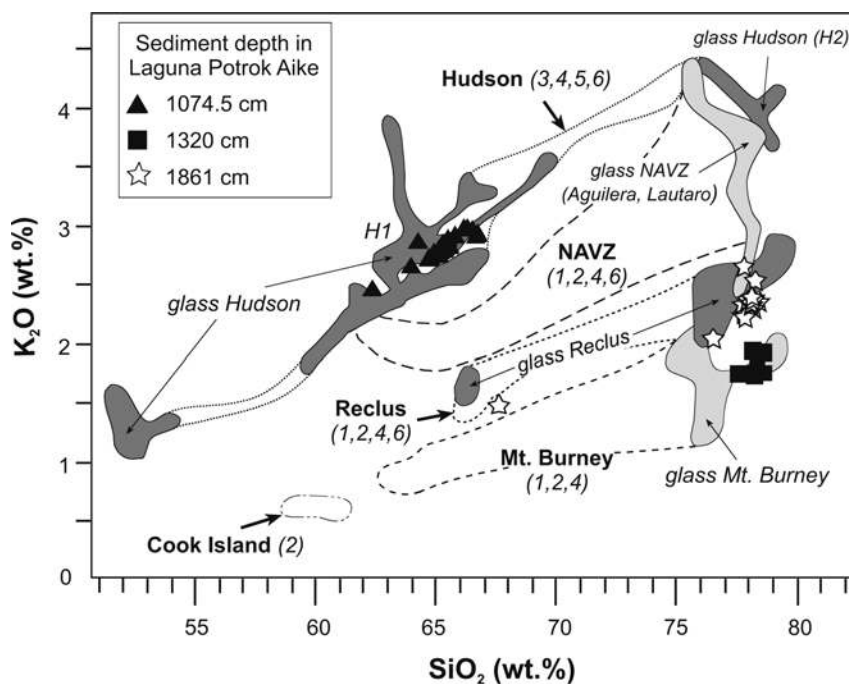 Sediment depth in
Laguna Potrok Aike
1074.5 cm
1320 cm
1861 cm
glass Hudson (H2)
Hudson (3,4,5,6)
glass NAVZ
(Aguilera, Lautaro)
H1
NAVZ
(1,2,4,6)
glass Hudson
glass Reclus
Reclus
(1,2,4,6)
Mt. Burney
(1,2,4)
glass Mt. Burney
Cook Island (2)
K₂O (wt.%)
4
3
2
1
0
55 60 65 70 75 80
SiO₂ (wt.%)